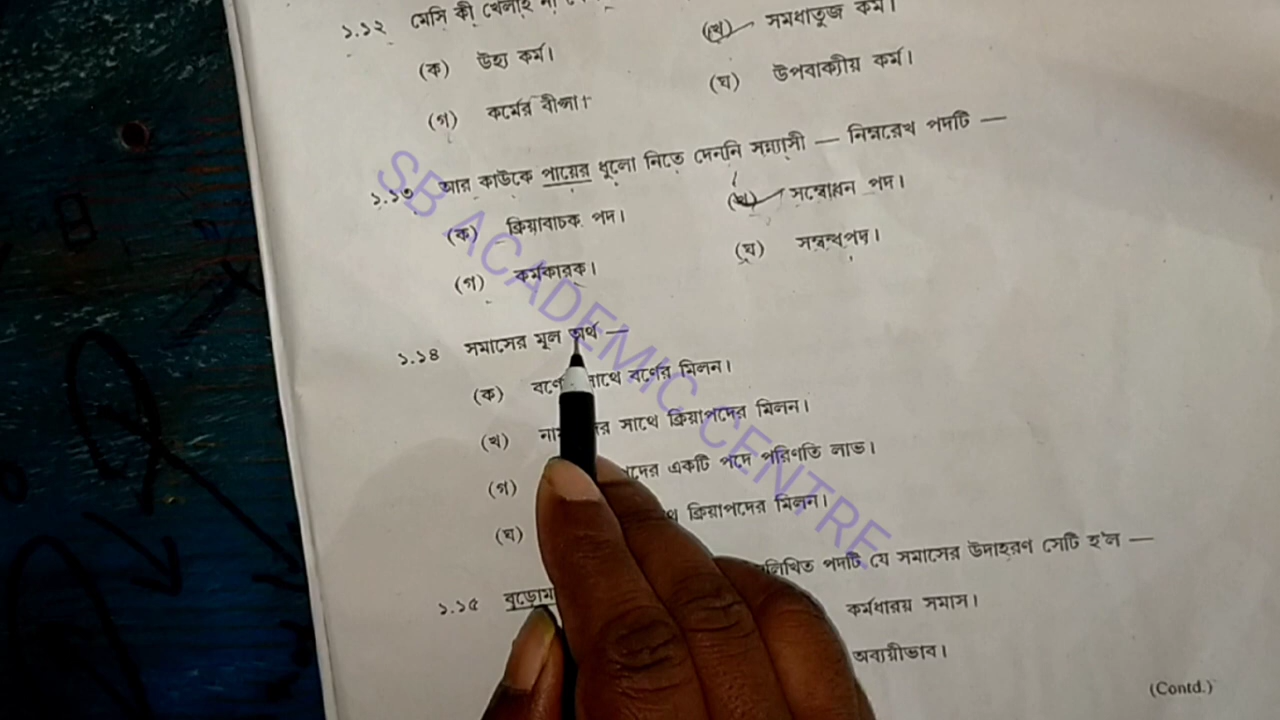 ১.১২ মেসি কী খেলাই না
(ক) উহ্য কর্ম।
(খ) সমধাতুজ কর্ম।
(গ) কর্মের বীপ্সা।
(ঘ) উপবাক্যীয় কর্ম।
১.১৩ আর কাউকে পায়ের ধুলো নিতে দেননি সন্ন্যাসী — নিম্নরেখ পদটি —
(ক) ক্রিয়াবাচক পদ।
(খ) সম্বোধন পদ।
(গ) কর্মকারক।
(ঘ) সম্বন্ধপদ।
১.১৪ সমাসের মূল অর্থ —
(ক) সাথে বর্ণের মিলন।
(খ) সাথে ক্রিয়াপদের মিলন।
(গ) পদের একটি পদে পরিণতি লাভ।
(ঘ) ক্রিয়াপদের মিলন।
১.১৫ পদটি যে সমাসের উদাহরণ সেটি হ'ল —
কর্মধারয় সমাস।
অব্যয়ীভাব।
(Contd.)
SB ACADEMIC CENTRE